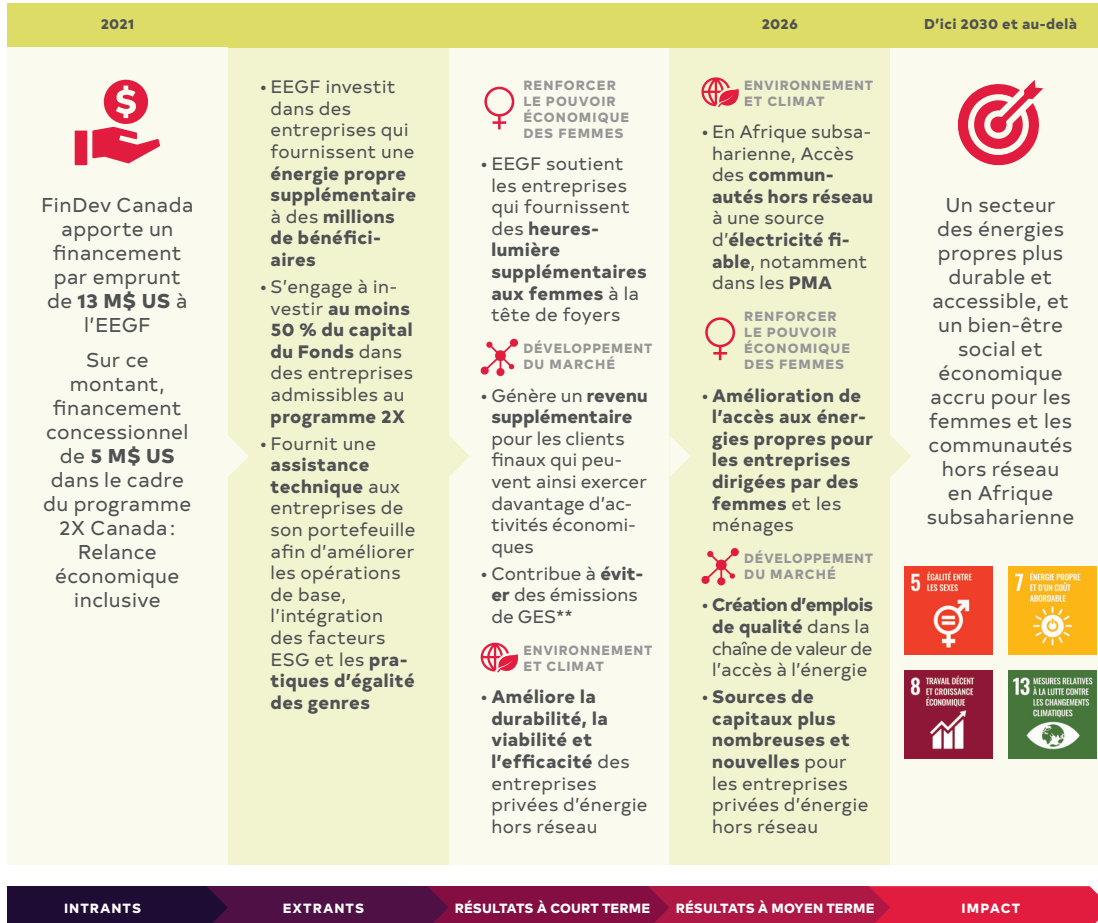 2021
2026
D'ici 2030 et au-delà
FinDev Canada
apporte un
financement
par emprunt
de 13 M$ US à
l'EEGF
Sur ce
montant,
financement
concessionnel
de 5 M$ US
dans le cadre
du programme
2X Canada :
Relance
économique
inclusive
• EEGF investit
dans des
entreprises qui
fournissent une
énergie propre
supplémentaire
à des millions
de bénéfici-
aires
• S'engage à in-
vestir au moins
50 % du capital
du Fonds dans
des entreprises
admissibles au
programme 2X
• Fournit une
assistance
technique aux
entreprises de
son portefeuille
afin d'améliorer
les opérations
de base,
l'intégration
des facteurs
ESG et les pra-
tiques d'égalité
des genres
RENFORCER
LE POUVOIR
ÉCONOMIQUE
DES FEMMES
• EEGF soutient
les entreprises
qui fournissent
des heures-
lumière
supplémentaires
aux femmes à la
tête de foyers
DÉVELOPPEMENT
DU MARCHÉ
• Génère un revenu
supplémentaire
pour les clients
finaux qui peu-
vent ainsi exercer
davantage d'ac-
tivités économi-
ques
• Contribue à évit-
er des émissions
de GES**
ENVIRONNEMENT
ET CLIMAT
• Améliore la
durabilité, la
viabilité et
l'efficacité des
entreprises
privées d'énergie
hors réseau
ENVIRONNEMENT
ET CLIMAT
• En Afrique subsa-
harienne, Accès
des commun-
autés hors réseau
à une source
d'électricité fi-
able, notamment
dans les PMA
RENFORCER
LE POUVOIR
ÉCONOMIQUE
DES FEMMES
• Amélioration de
l'accès aux éner-
gies propres pour
les entreprises
dirigées par des
femmes et les
ménages
DÉVELOPPEMENT
DU MARCHÉ
• Création d'emplois
de qualité dans la
chaîne de valeur de
l'accès à l'énergie
• Sources de
capitaux plus
nombreuses et
nouvelles pour
les entreprises
privées d'énergie
hors réseau
$
Un secteur
des énergies
propres plus
durable et
accessible, et
un bien-être
social et
économique
accru pour les
femmes et les
communautés
hors réseau
en Afrique
subsaharienne
5 ÉGALITÉ ENTRE
LES SEXES
7 ÉNERGIE PROPRE
ET D'UN COÛT
ABORDABLE
8 TRAVAIL DÉCENT
ET CROISSANCE
ÉCONOMIQUE
13 MESURES RELATIVES
À LA LUTTE CONTRE
LES CHANGEMENTS
CLIMATIQUES
INTRANTS
EXTRANTS
RÉSULTATS À COURT TERME
RÉSULTATS À MOYEN TERME
IMPACT